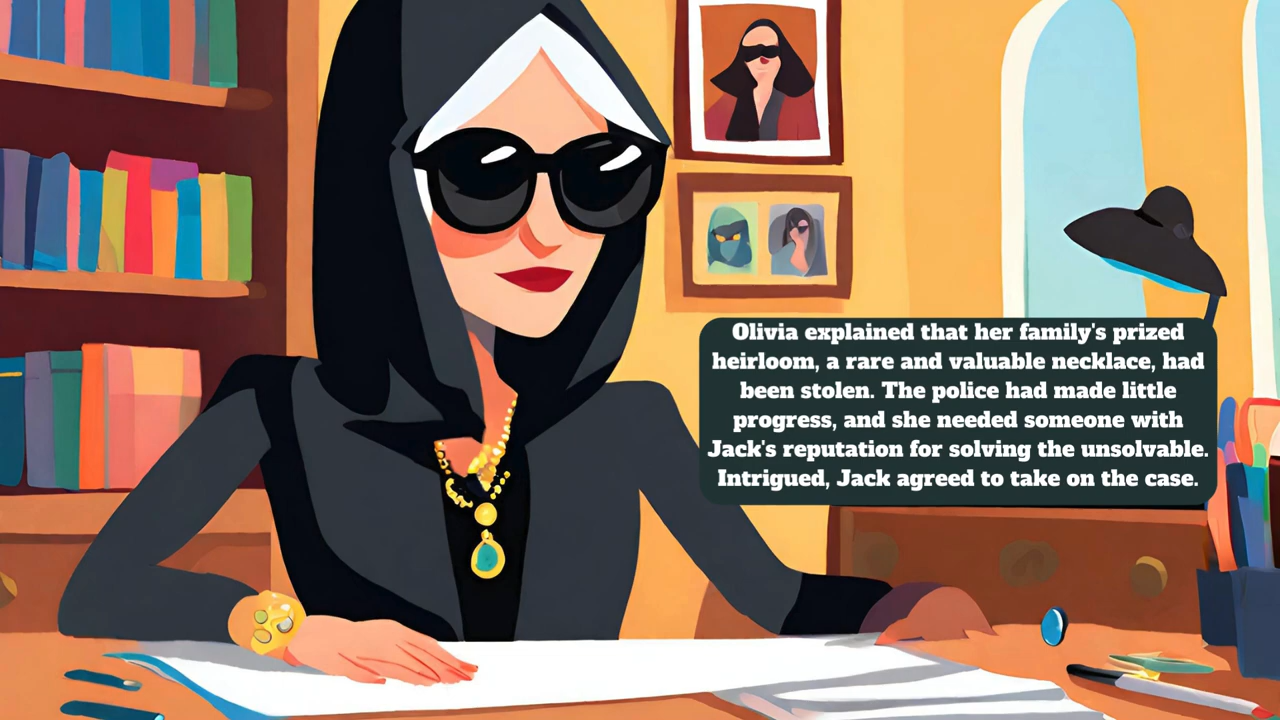 Olivia explained that her family's prized
heirloom, a rare and valuable necklace, had
been stolen. The police had made little
progress, and she needed someone with
Jack's reputation for solving the unsolvable.
Intrigued, Jack agreed to take on the case.